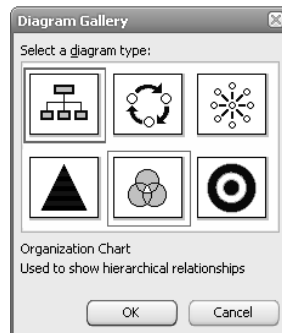 Diagram Gallery
Select a diagram type:
Organization Chart
Used to show hierarchical relationships
OK
Cancel